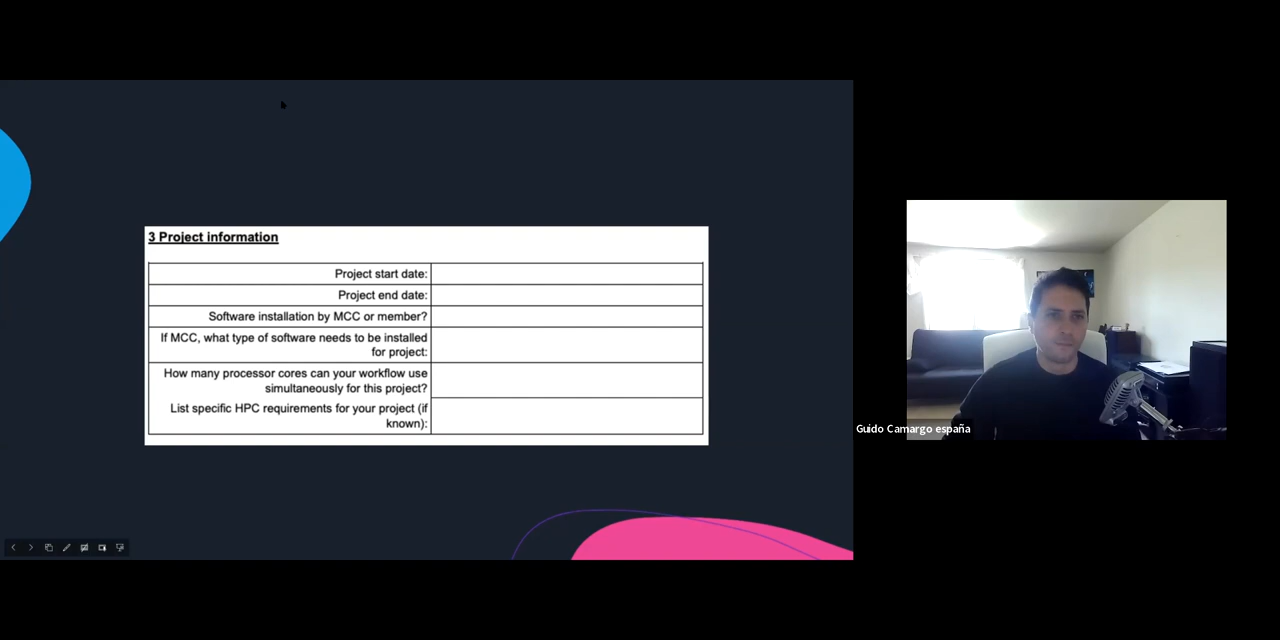 3 Project information
Project start date:
Project end date:
Software installation by MCC or member?
If MCC, what type of software needs to be installed
for project:
How many processor cores can your workflow use
simultaneously for this project?
List specific HPC requirements for your project (if
known):
Guido Camargo españa